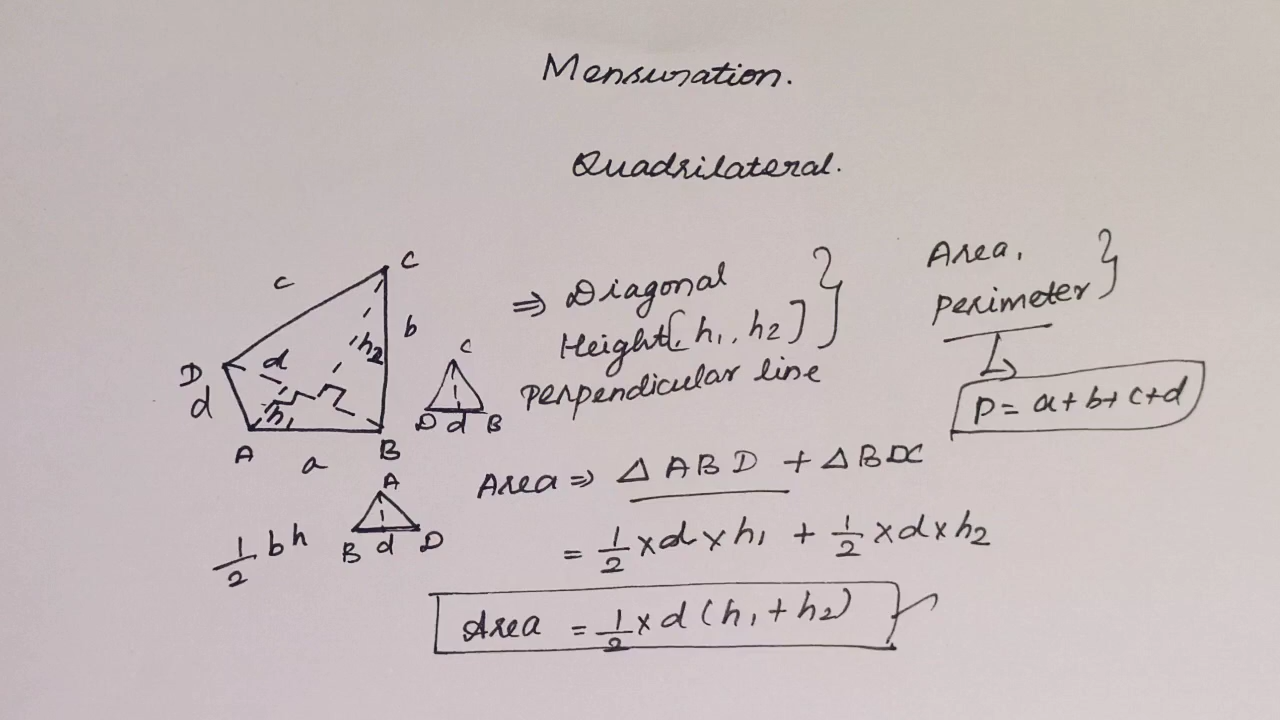 Mensuration.
Quadrilateral.
C
c
b
D
d
h2
d
h1
A
a
B
C
D d B
A
B d D
1/2 bh
⇒ Diagonal
Height [h1, h2]
perpendicular line
Area,
perimeter
P = a+b+c+d
Area ⇒ △ ABD + △ BDC
= 1/2 × d × h1 + 1/2 × d × h2
Area = 1/2 × d (h1 + h2)